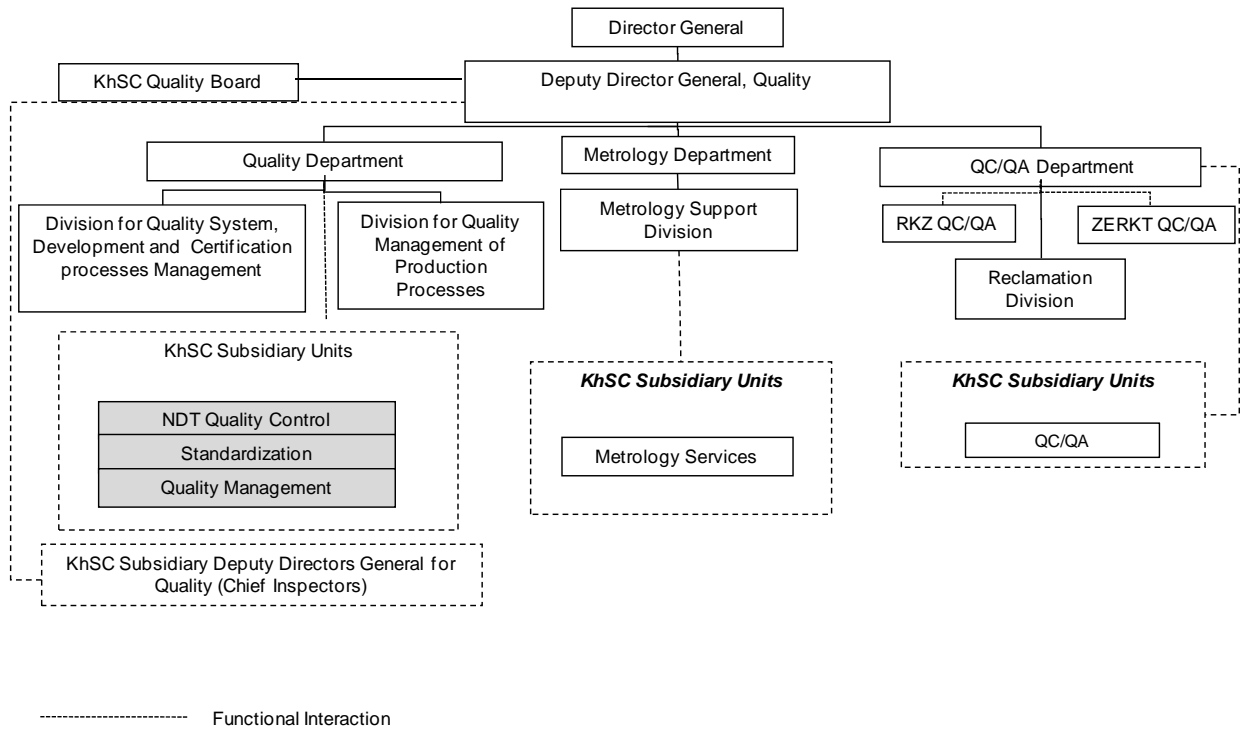 Director General
KhSC Quality Board
Deputy Director General, Quality
Quality Department
Metrology Department
QC/QA Department
Division for Quality System,
Development and Certification
processes Management
Division for Quality
Management of
Production
Processes
Metrology Support
Division
RKZ QC/QA
ZERKT QC/QA
Reclamation
Division
KhSC Subsidiary Units
NDT Quality Control
Standardization
Quality Management
KhSC Subsidiary Units
Metrology Services
KhSC Subsidiary Units
QC/QA
KhSC Subsidiary Deputy Directors General for
Quality (Chief Inspectors)
Functional Interaction